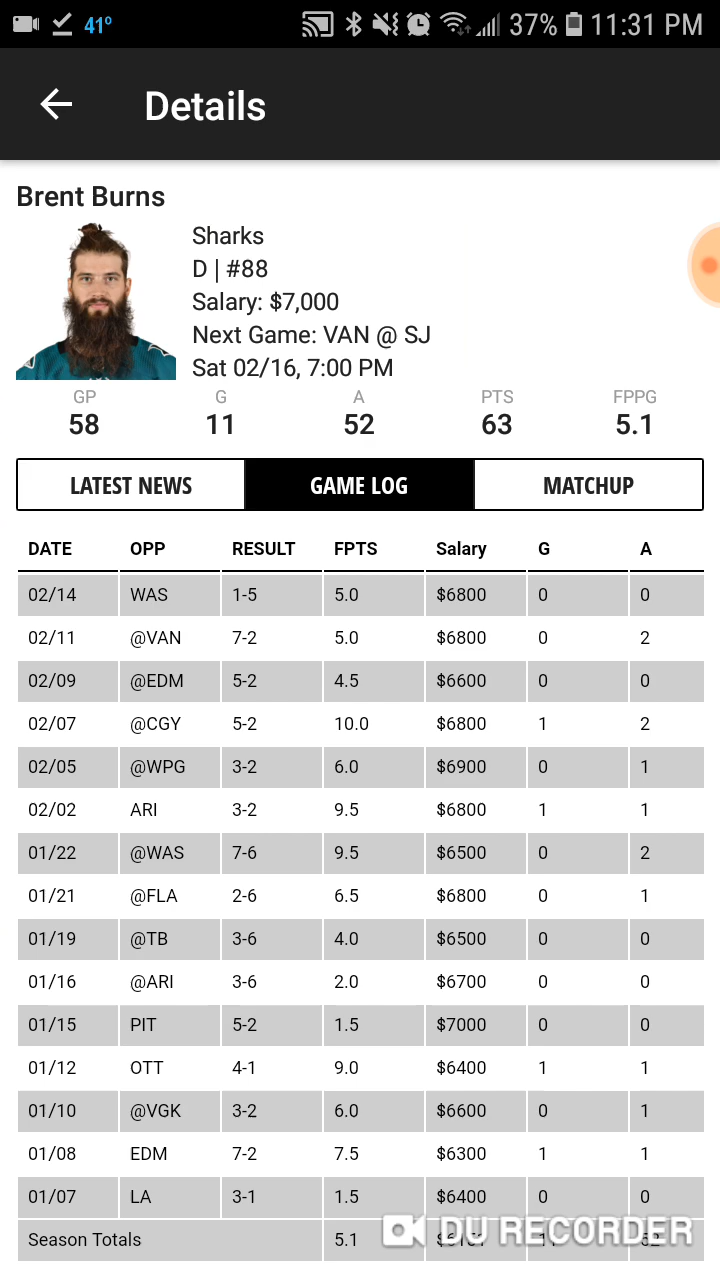 41° 37% 11:31 PM
Details
Brent Burns
Sharks
D | #88
Salary: $7,000
Next Game: VAN @ SJ
Sat 02/16, 7:00 PM
GP G A PTS FPPG
58 11 52 63 5.1
LATEST NEWS GAME LOG MATCHUP
DATE OPP RESULT FPTS Salary G A
02/14 WAS 1-5 5.0 $6800 0 0
02/11 @VAN 7-2 5.0 $6800 0 2
02/09 @EDM 5-2 4.5 $6600 0 0
02/07 @CGY 5-2 10.0 $6800 1 2
02/05 @WPG 3-2 6.0 $6900 0 1
02/02 ARI 3-2 9.5 $6800 1 1
01/22 @WAS 7-6 9.5 $6500 0 2
01/21 @FLA 2-6 6.5 $6800 0 1
01/19 @TB 3-6 4.0 $6500 0 0
01/16 @ARI 3-6 2.0 $6700 0 0
01/15 PIT 5-2 1.5 $7000 0 0
01/12 OTT 4-1 9.0 $6400 1 1
01/10 @VGK 3-2 6.0 $6600 0 1
01/08 EDM 7-2 7.5 $6300 1 1
01/07 LA 3-1 1.5 $6400 0 0
Season Totals 5.1
DU RECORDER